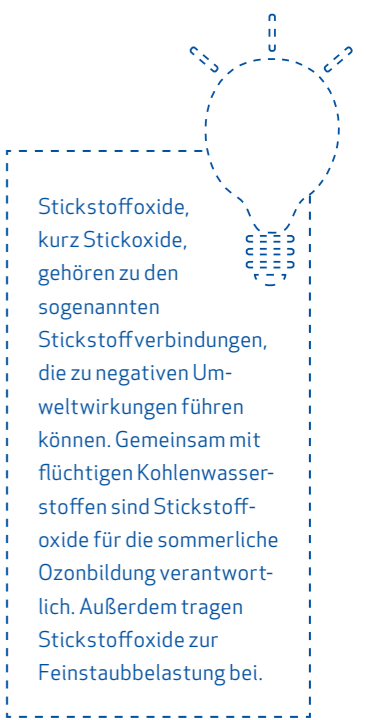 Stickstoffoxide,
kurz Stickoxide,
gehören zu den
sogenannten
Stickstoffverbindungen,
die zu negativen Um-
weltwirkungen führen
können. Gemeinsam mit
flüchtigen Kohlenwasser-
stoffen sind Stickstoff-
oxide für die sommerliche
Ozonbildung verantwort-
lich. Außerdem tragen
Stickstoffoxide zur
Feinstaubbelastung bei.